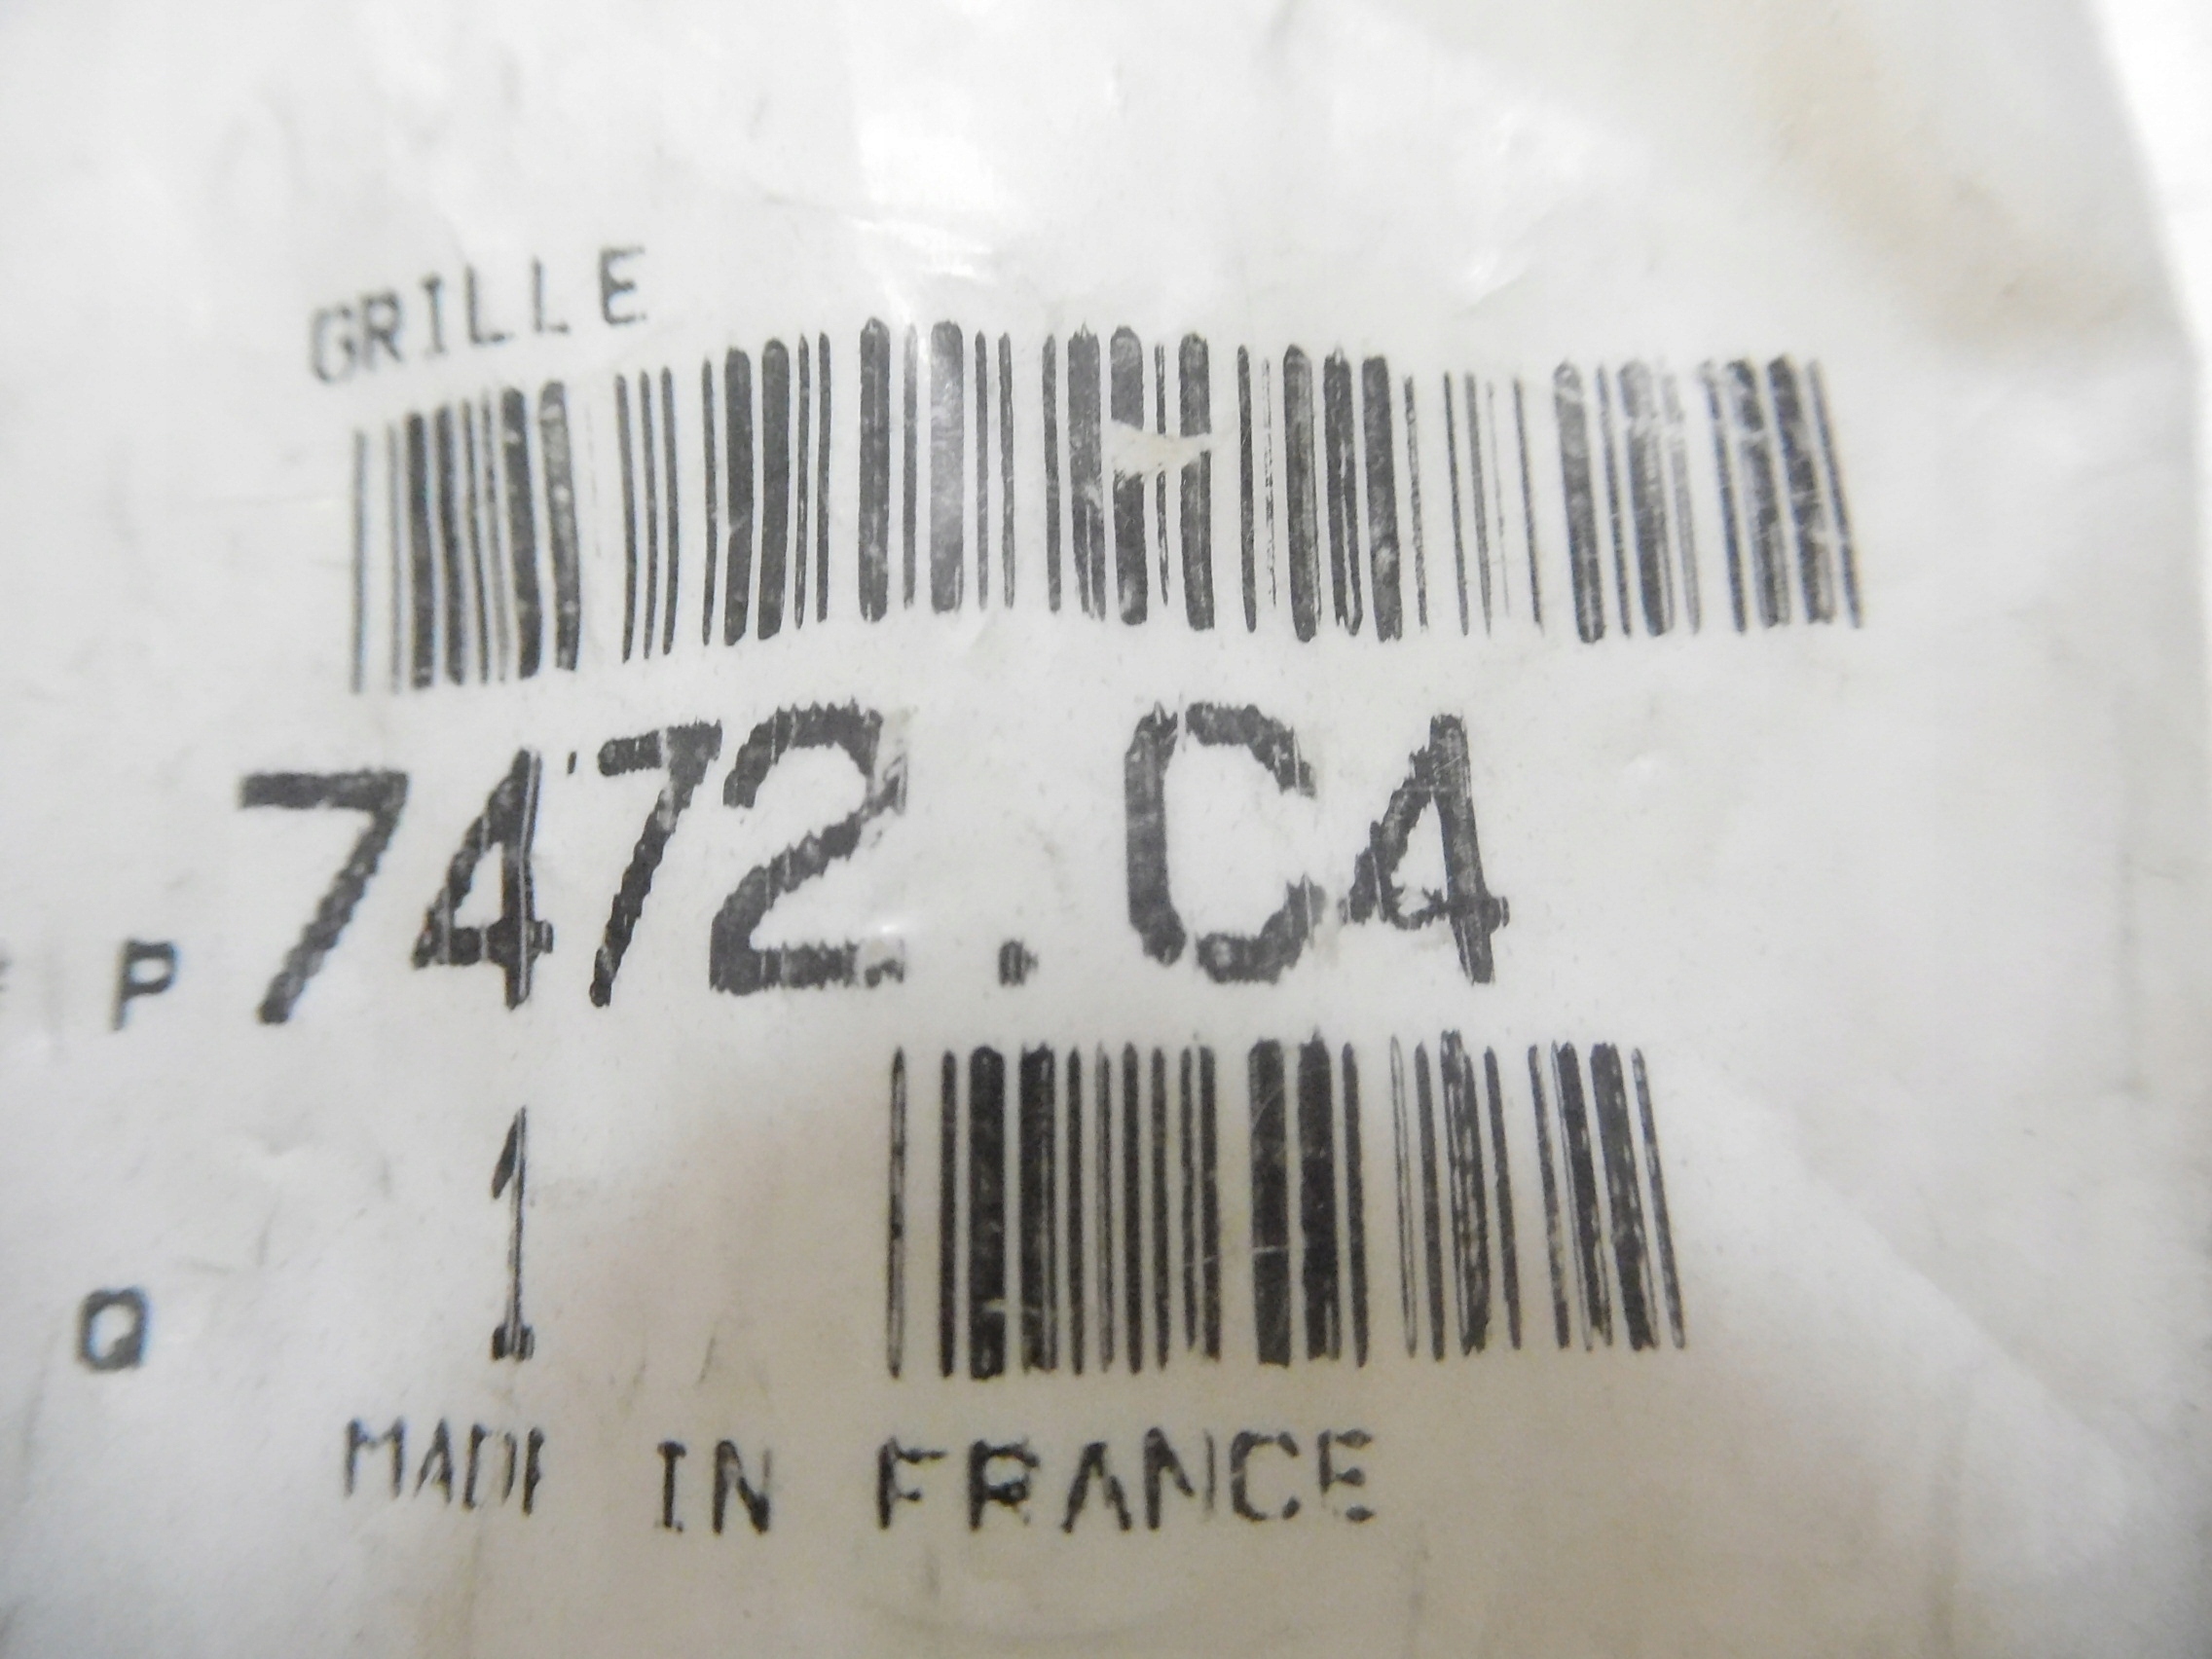 GRILLE
P 7472.C4
Q 1
MADE IN FRANCE